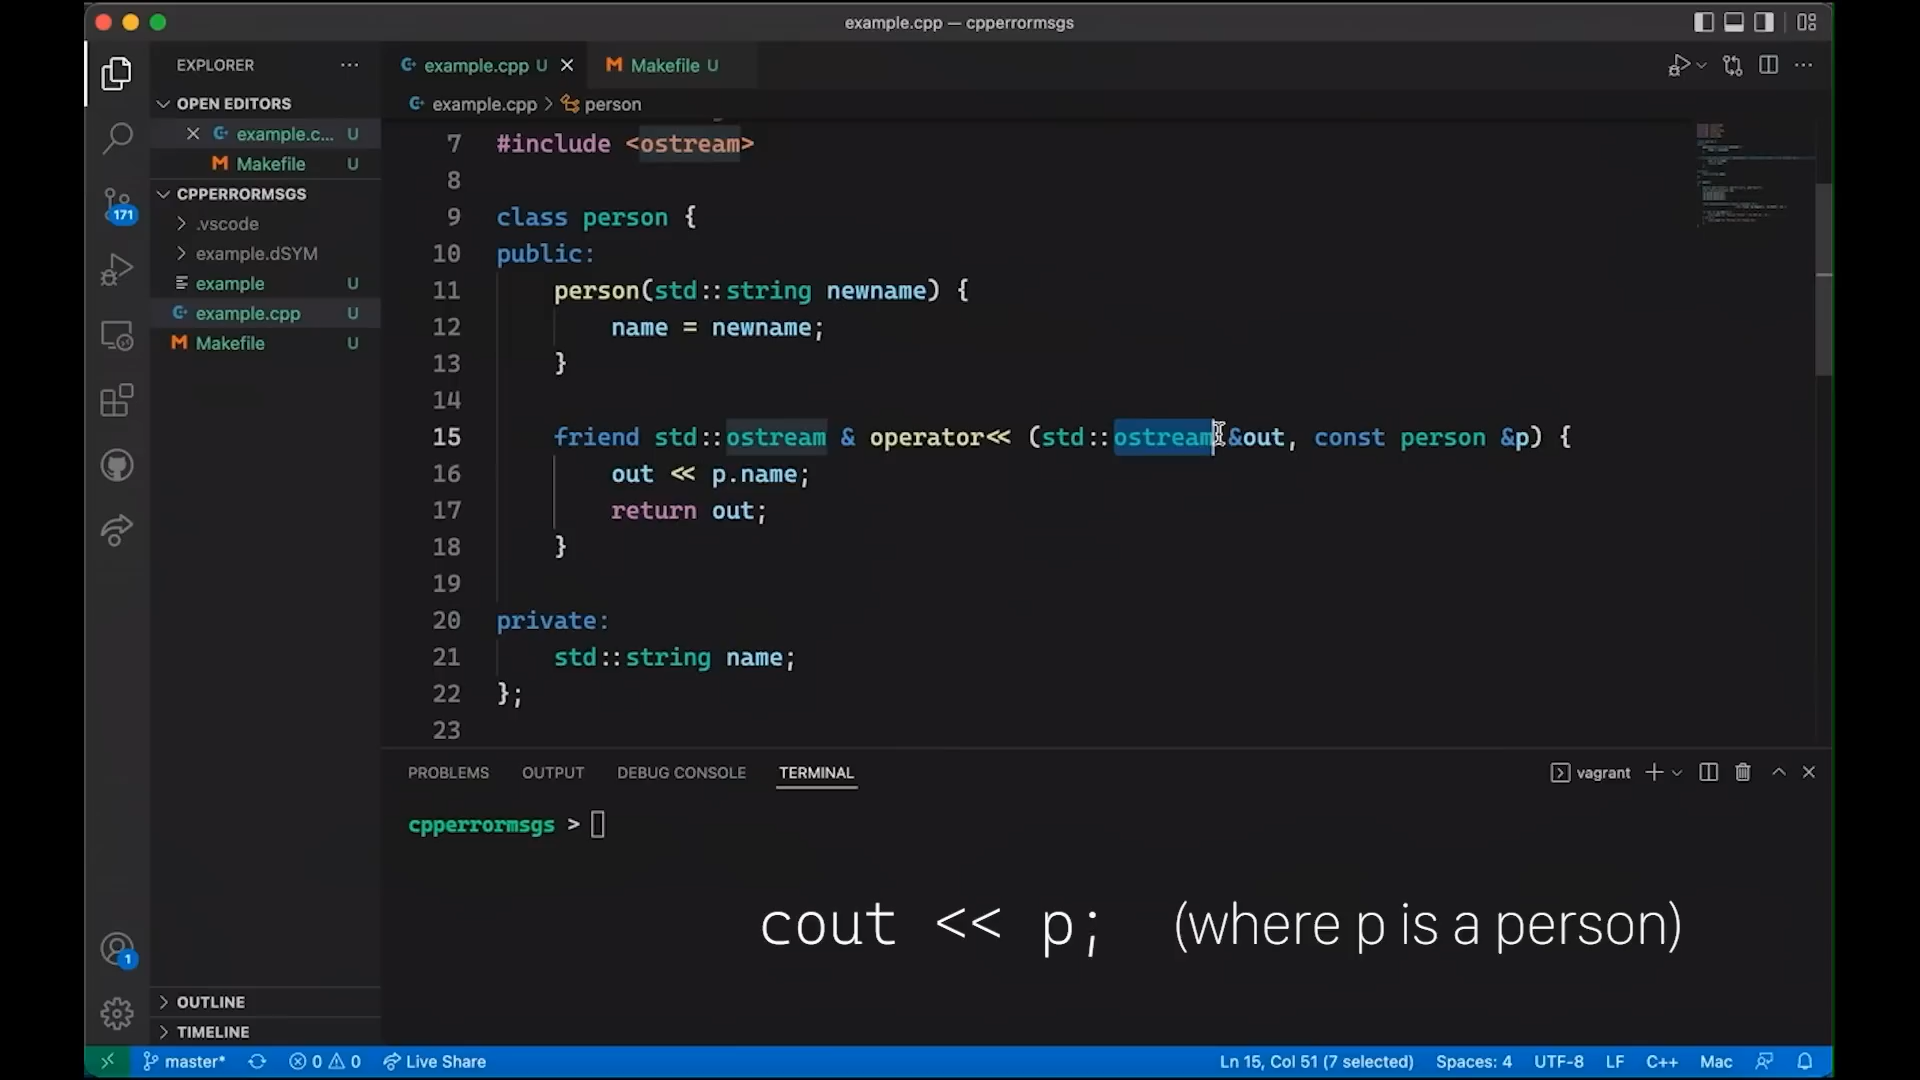 example.cpp — cpperrormsgs
EXPLORER
example.cpp U
Makefile U
OPEN EDITORS
example.cpp > person
example.c... U
Makefile U
CPPERRORMSGS
.vscode
example.dSYM
example U
example.cpp U
Makefile U
171
7 #include <ostream>
8
9 class person {
10 public:
11 person(std::string newname) {
12 name = newname;
13 }
14
15 friend std::ostream & operator<< (std::ostream &out, const person &p) {
16 out << p.name;
17 return out;
18 }
19
20 private:
21 std::string name;
22 };
23
PROBLEMS OUTPUT DEBUG CONSOLE TERMINAL
vagrant
cpperrormsgs >
cout << p; (where p is a person)
1
OUTLINE
TIMELINE
master* 0 0 Live Share Ln 15, Col 51 (7 selected) Spaces: 4 UTF-8 LF C++ Mac